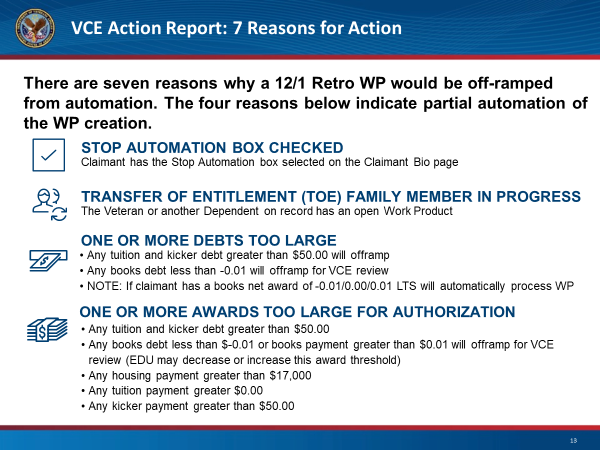 VCE Action Report: 7 Reasons for Action
There are seven reasons why a 12/1 Retro WP would be off-ramped
from automation. The four reasons below indicate partial automation of
the WP creation.
STOP AUTOMATION BOX CHECKED
Claimant has the Stop Automation box selected on the Claimant Bio page
TRANSFER OF ENTITLEMENT (TOE) FAMILY MEMBER IN PROGRESS
The Veteran or another Dependent on record has an open Work Product
ONE OR MORE DEBTS TOO LARGE
• Any tuition and kicker debt greater than $50.00 will offramp
• Any books debt less than -0.01 will offramp for VCE review
• NOTE: If claimant has a books net award of -0.01/0.00/0.01 LTS will automatically process WP
ONE OR MORE AWARDS TOO LARGE FOR AUTHORIZATION
• Any tuition and kicker debt greater than $50.00
• Any books debt less than $-0.01 or books payment greater than $0.01 will offramp for VCE
review (EDU may decrease or increase this award threshold)
• Any housing payment greater than $17,000
• Any tuition payment greater $0.00
• Any kicker payment greater than $50.00
13